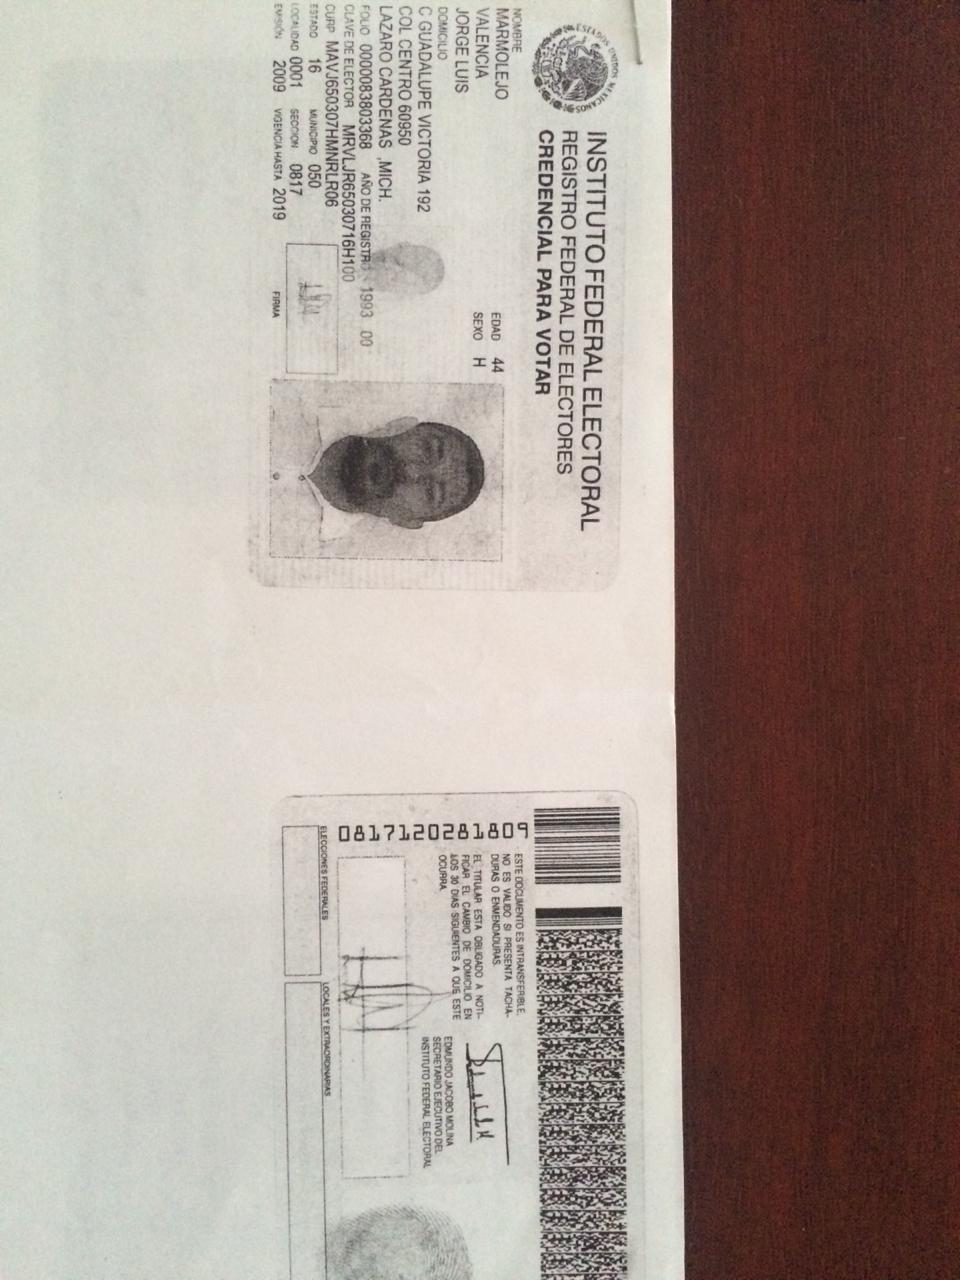 ESTADOS UNIDOS MEXICANOS
INSTITUTO FEDERAL ELECTORAL
REGISTRO FEDERAL DE ELECTORES
CREDENCIAL PARA VOTAR
NOMBRE
MARMOLEJO
VALENCIA
JORGE LUIS
EDAD 44
SEXO H
DOMICILIO
C GUADALUPE VICTORIA 192
COL CENTRO 60950
LAZARO CARDENAS ,MICH.
FOLIO 0000083803368 AÑO DE REGISTRO 1993 00
CLAVE DE ELECTOR MRVLJR65030716H100
CURP MAVJ650307HMNRLR06
ESTADO 16 MUNICIPIO 050
LOCALIDAD 0001 SECCION 0817
EMISIÓN 2009 VIGENCIA HASTA 2019
FIRMA
0817120281809
ESTE DOCUMENTO ES INTRANSFERIBLE,
NO ES VALIDO SI PRESENTA TACHA-
DURAS O ENMENDADURAS.
EL TITULAR ESTA OBLIGADO A NOTI-
FICAR EL CAMBIO DE DOMICILIO EN
LOS 30 DIAS SIGUIENTES A QUE ESTE
OCURRA.
EDMUNDO JACOBO MOLINA
SECRETARIO EJECUTIVO DEL
INSTITUTO FEDERAL ELECTORAL
ELECCIONES FEDERALES
LOCALES Y EXTRAORDINARIAS